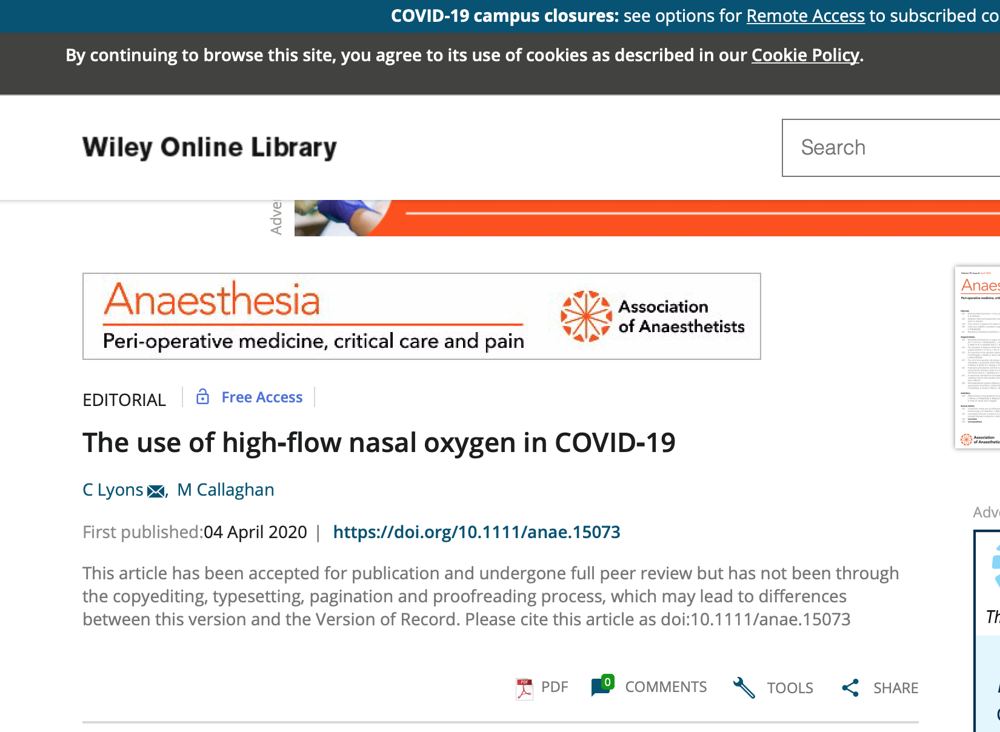 COVID-19 campus closures: see options for Remote Access to subscribed
By continuing to browse this site, you agree to its use of cookies as described in our Cookie Policy.
Wiley Online Library
Search
Anaesthesia
Peri-operative medicine, critical care and pain
Association
of Anaesthetists
EDITORIAL
Free Access
The use of high-flow nasal oxygen in COVID-19
C Lyons, M Callaghan
First published:04 April 2020 | https://doi.org/10.1111/anae.15073
This article has been accepted for publication and undergone full peer review but has not been through
the copyediting, typesetting, pagination and proofreading process, which may lead to differences
between this version and the Version of Record. Please cite this article as doi:10.1111/anae.15073
PDF
0
COMMENTS
TOOLS
SHARE
Association